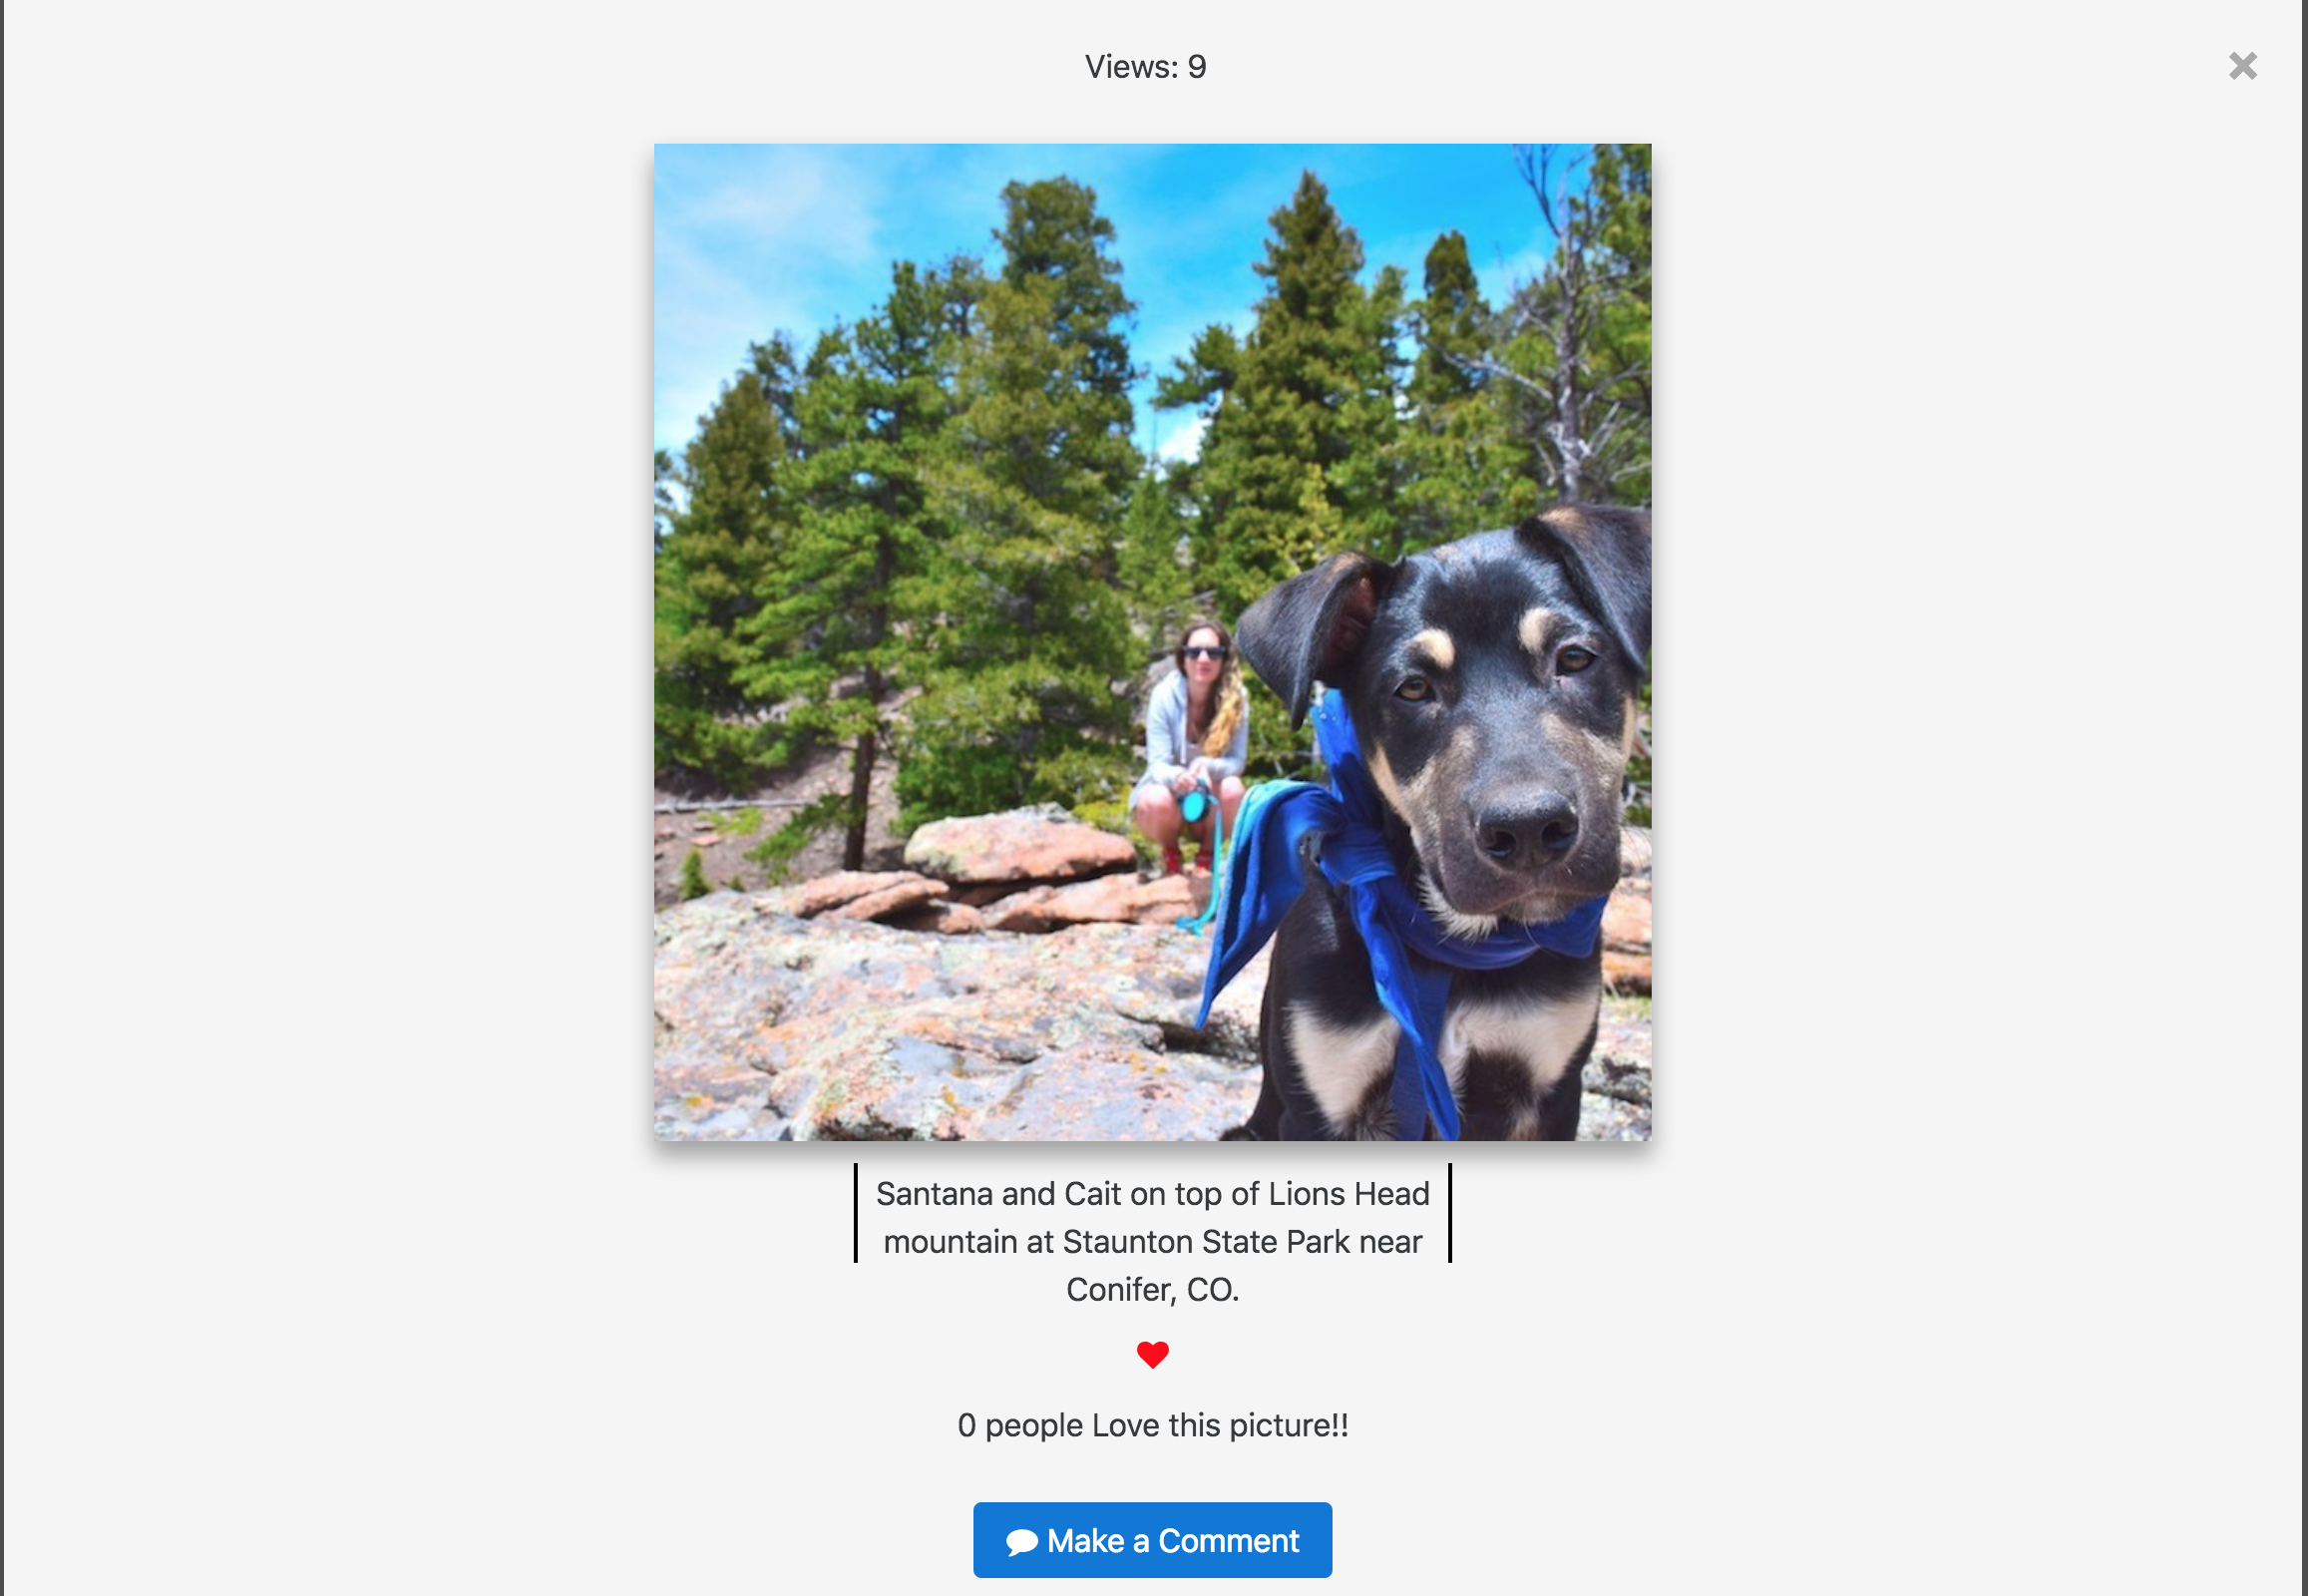 Views: 9
Santana and Cait on top of Lions Head
mountain at Staunton State Park near
Conifer, CO.
0 people Love this picture!!
Make a Comment